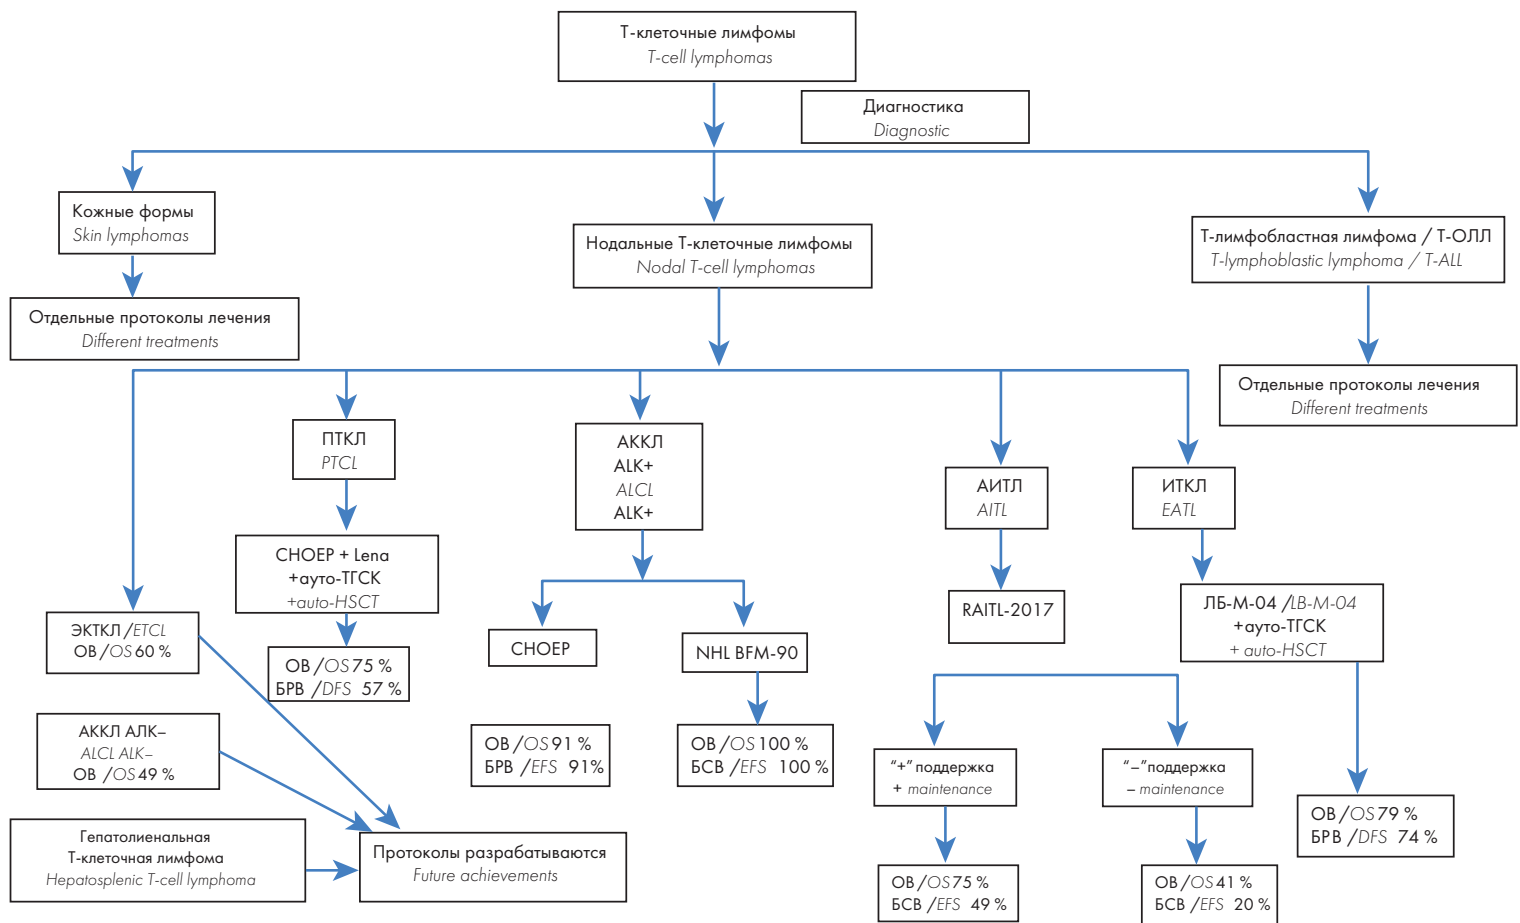 Т-клеточные лимфомы
T-cell lymphomas
Диагностика
Diagnostic
Кожные формы
Skin lymphomas
Нодальные Т-клеточные лимфомы
Nodal T-cell lymphomas
Т-лимфобластная лимфома / Т-ОЛЛ
T-lymphoblastic lymphoma / T-ALL
Отдельные протоколы лечения
Different treatments
Отдельные протоколы лечения
Different treatments
ПТКЛ
PTCL
АККЛ
ALK+
ALCL
ALK+
АИТЛ
AITL
ИТКЛ
EATL
CHOEP + Lena
+ауто-ТГСК
+auto-HSCT
ЛБ-М-04 /LB-M-04
+ауто-ТГСК
+ auto-HSCT
RAITL-2017
ЭКТКЛ/ETCL
ОВ/OS 60 %
CHOEP
NHL BFM-90
ОВ/OS 75 %
БРВ /DFS 57 %
АККЛ АЛК–
ALCL ALK–
ОВ /OS 49 %
ОВ/OS 91 %
БРВ /EFS 91%
ОВ/OS 100 %
БСВ /EFS 100 %
“+” поддержка
+ maintenance
“–”поддержка
– maintenance
ОВ/OS 79 %
БРВ /DFS 74 %
Гепатолиенальная
Т-клеточная лимфома
Hepatosplenic T-cell lymphoma
Протоколы разрабатываются
Future achievements
ОВ/OS 75 %
БСВ /EFS 49 %
ОВ/OS 41 %
БСВ /EFS 20 %